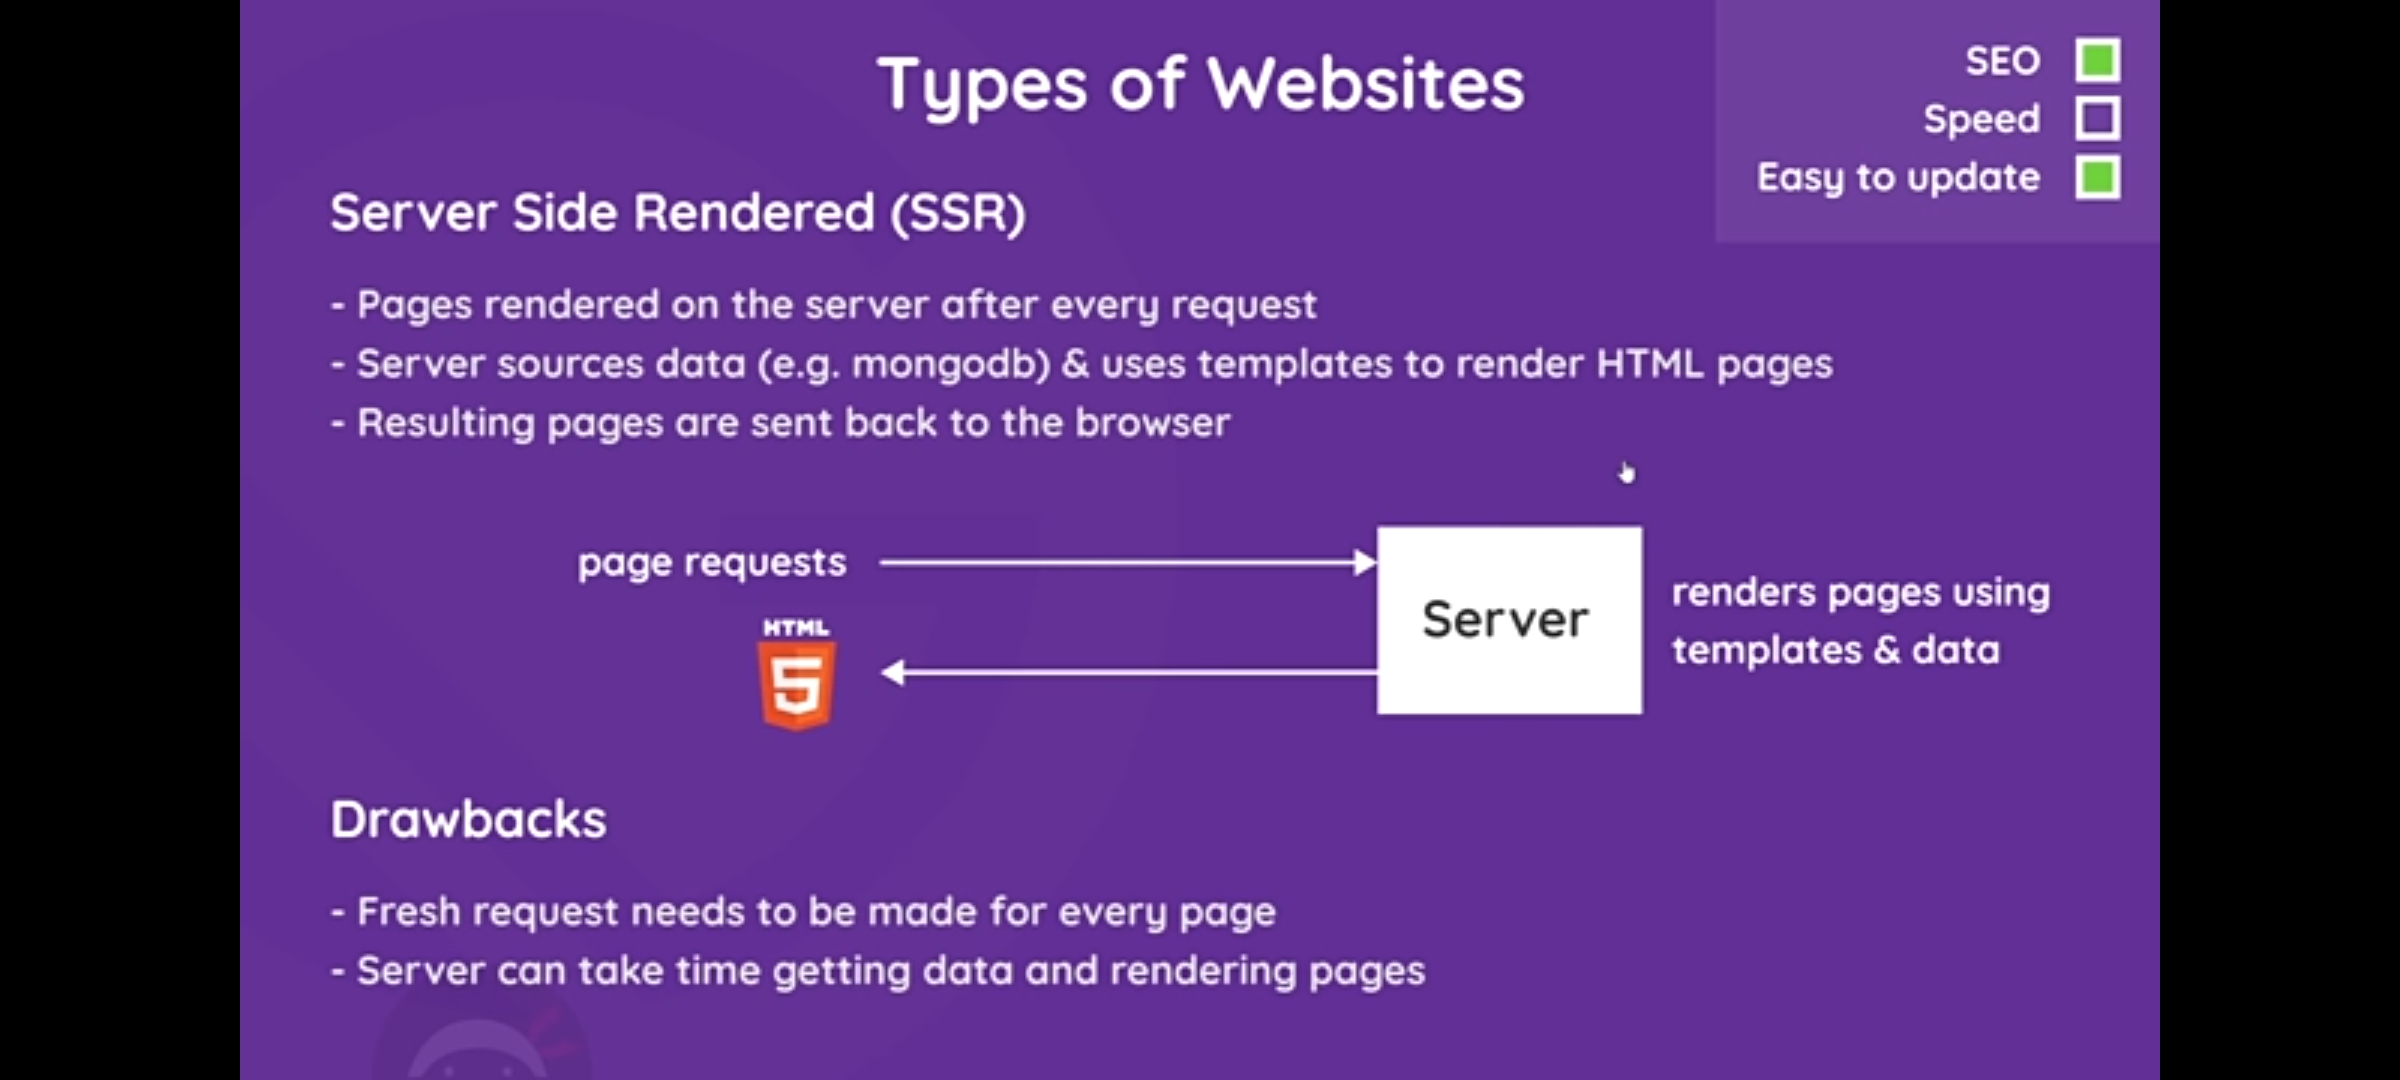 Types of Websites
SEO
Speed
Easy to update
Server Side Rendered (SSR)
- Pages rendered on the server after every request
- Server sources data (e.g. mongodb) & uses templates to render HTML pages
- Resulting pages are sent back to the browser
page requests
HTML
5
Server
renders pages using
templates & data
Drawbacks
- Fresh request needs to be made for every page
- Server can take time getting data and rendering pages